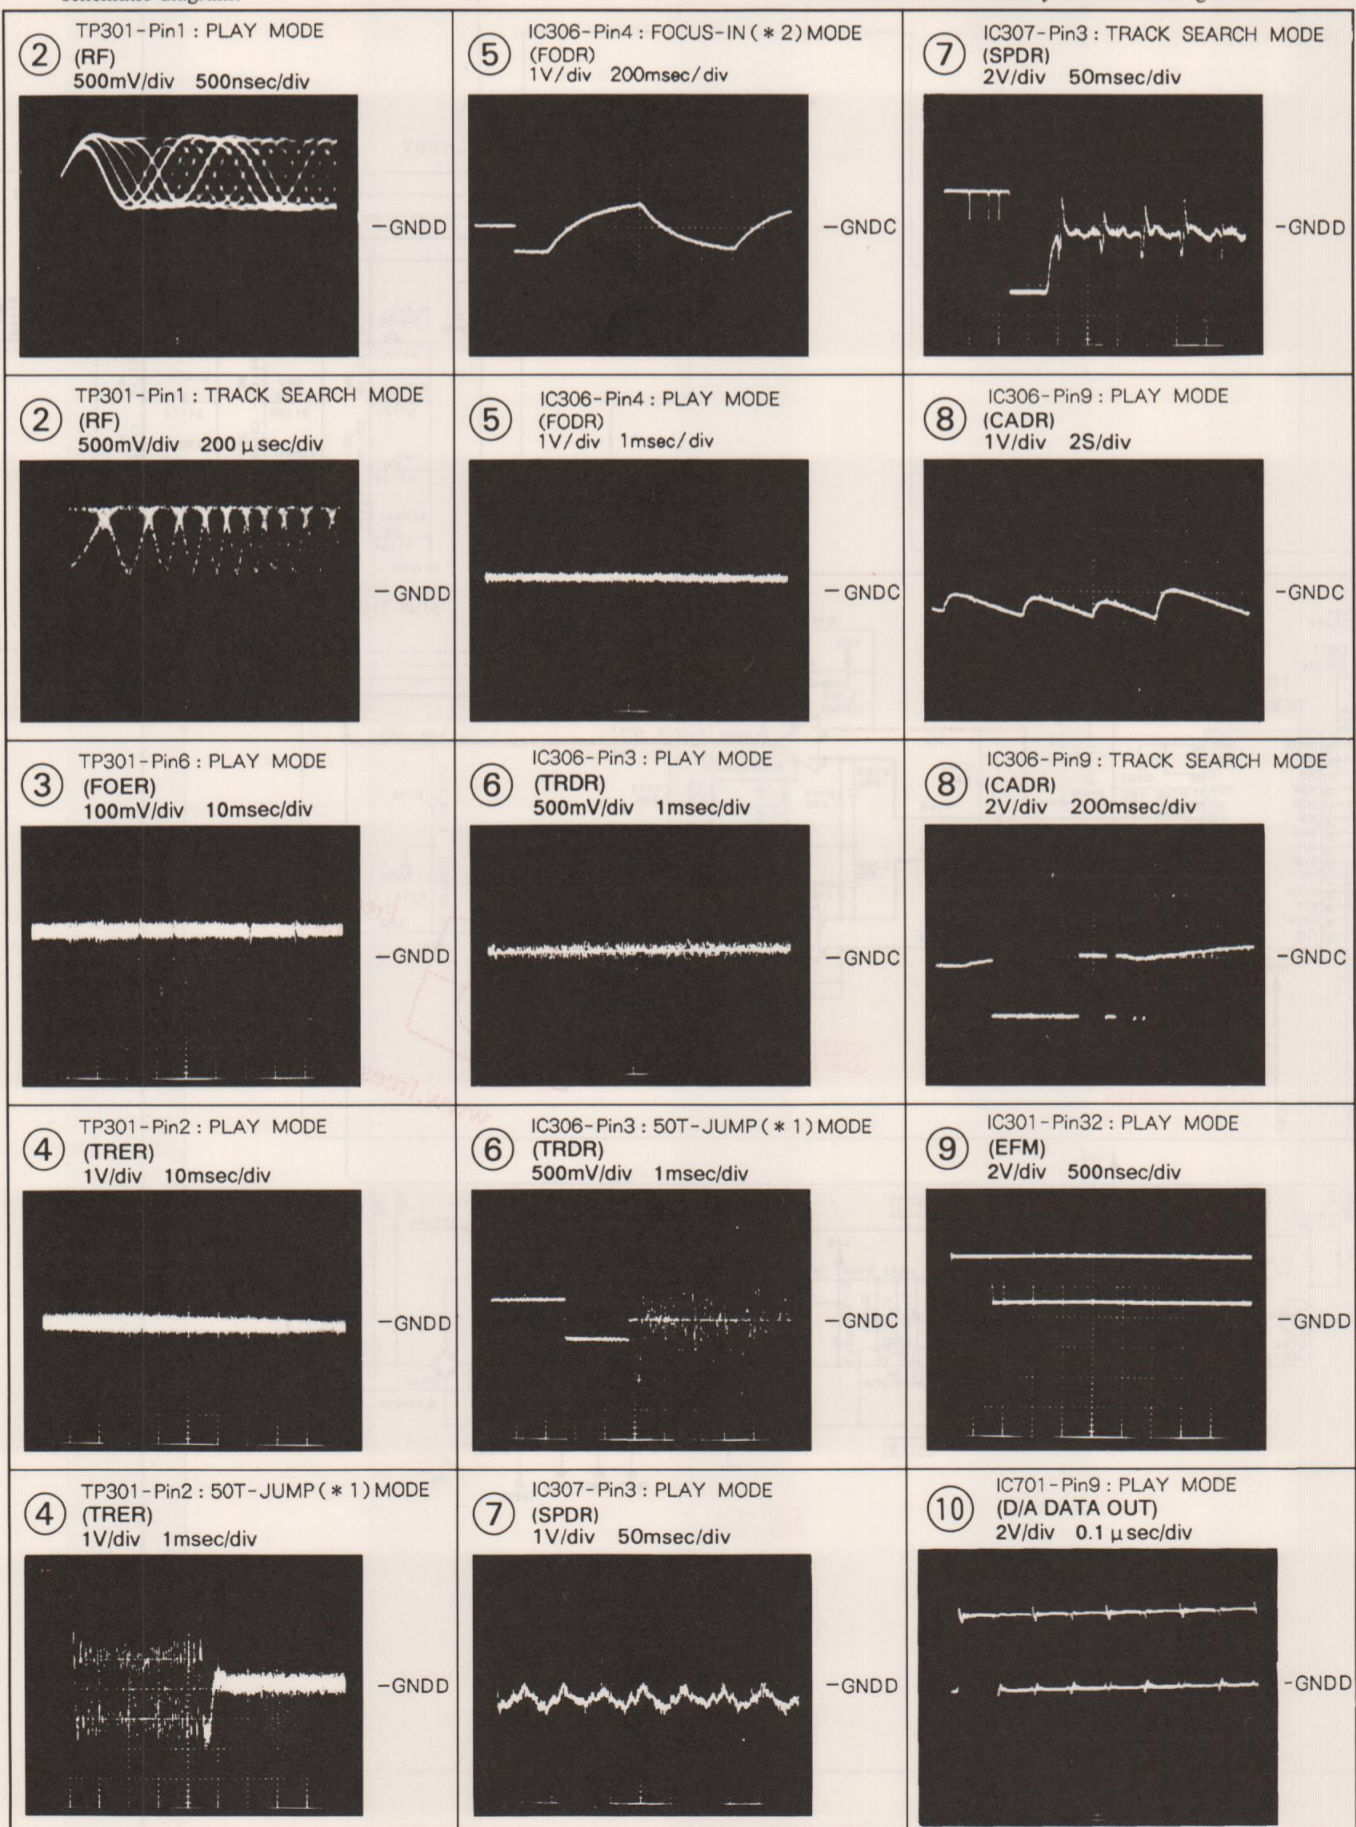 ② TP301-Pin1 : PLAY MODE
(RF)
500mV/div 500nsec/div
−GNDD
⑤ IC306-Pin4 : FOCUS-IN (* 2) MODE
(FODR)
1V/div 200msec/div
−GNDC
⑦ IC307-Pin3 : TRACK SEARCH MODE
(SPDR)
2V/div 50msec/div
−GNDD
② TP301-Pin1 : TRACK SEARCH MODE
(RF)
500mV/div 200 μsec/div
−GNDD
⑤ IC306-Pin4 : PLAY MODE
(FODR)
1V/div 1msec/div
−GNDC
⑧ IC306-Pin9 : PLAY MODE
(CADR)
1V/div 2S/div
−GNDC
③ TP301-Pin6 : PLAY MODE
(FOER)
100mV/div 10msec/div
−GNDD
⑥ IC306-Pin3 : PLAY MODE
(TRDR)
500mV/div 1msec/div
−GNDC
⑧ IC306-Pin9 : TRACK SEARCH MODE
(CADR)
2V/div 200msec/div
−GNDC
④ TP301-Pin2 : PLAY MODE
(TRER)
1V/div 10msec/div
−GNDD
⑥ IC306-Pin3 : 50T-JUMP (* 1) MODE
(TRDR)
500mV/div 1msec/div
−GNDC
⑨ IC301-Pin32 : PLAY MODE
(EFM)
2V/div 500nsec/div
−GNDD
④ TP301-Pin2 : 50T-JUMP (* 1) MODE
(TRER)
1V/div 1msec/div
−GNDD
⑦ IC307-Pin3 : PLAY MODE
(SPDR)
1V/div 50msec/div
−GNDD
⑩ IC701-Pin9 : PLAY MODE
(D/A DATA OUT)
2V/div 0.1 μsec/div
−GNDD